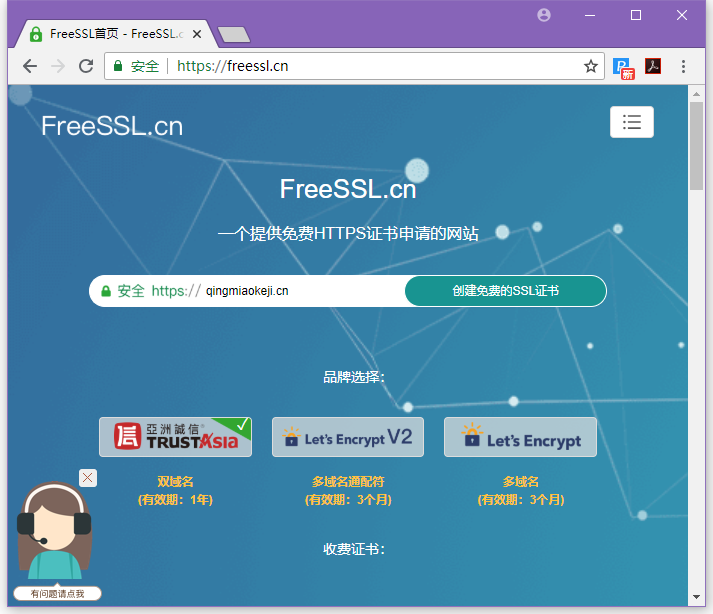 FreeSSL首页 - FreeSSL.c
安全 https://freessl.cn
新
FreeSSL.cn
FreeSSL.cn
一个提供免费HTTPS证书申请的网站
安全 https:// qingmiaokeji.cn
创建免费的SSL证书
品牌选择:
亞洲誠信®
TRUSTAsia
Let's Encrypt V2
Let's Encrypt
双域名
(有效期：1年)
多域名通配符
(有效期：3个月)
多域名
(有效期：3个月)
收费证书:
有问题请点我